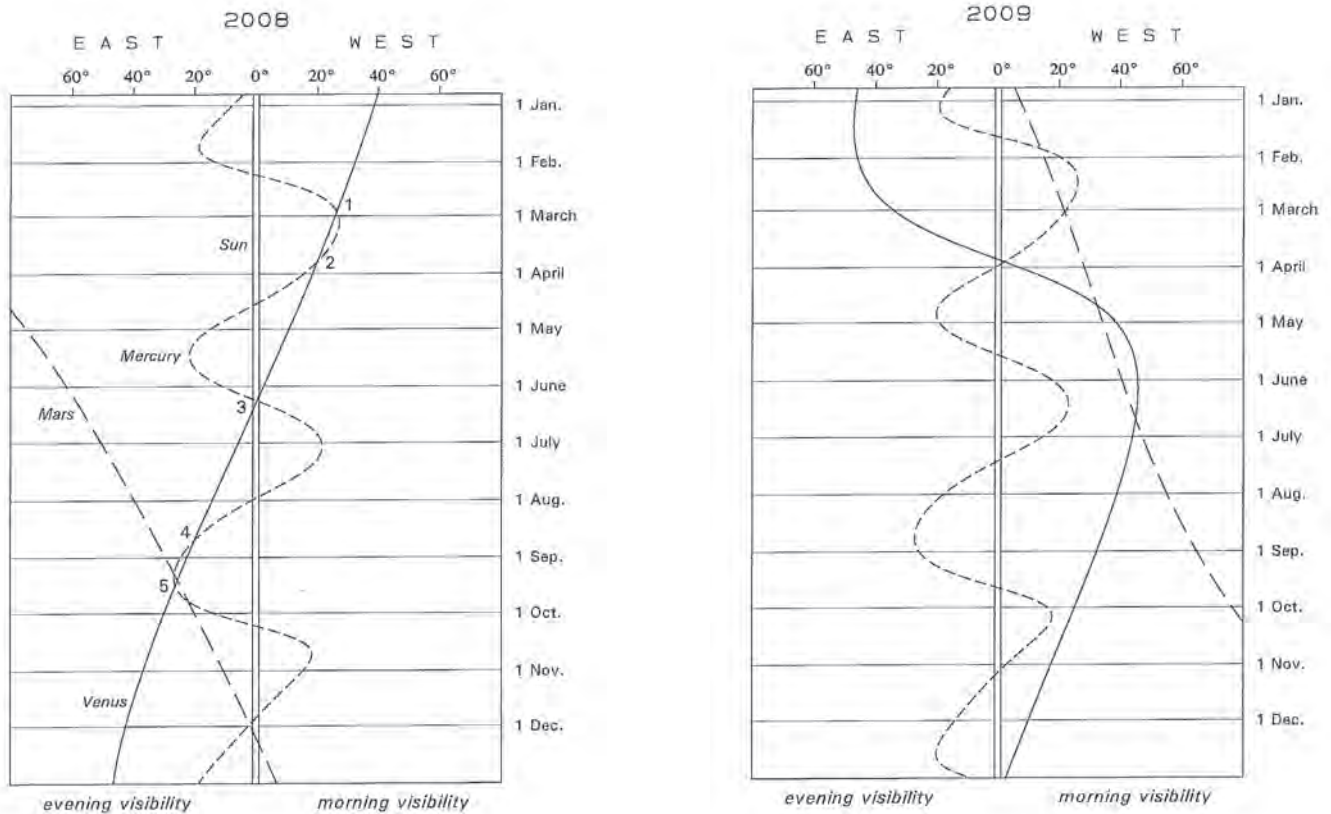 2008
E A S T W E S T
60° 40° 20° 0° 20° 40° 60°
1 Jan.
1 Feb.
1
1 March
Sun
2
1 April
1 May
Mercury
1 June
3
Mars
1 July
1 Aug.
4
1 Sep.
5
1 Oct.
1 Nov.
Venus
1 Dec.
evening visibility morning visibility
2009
E A S T W E S T
60° 40° 20° 0° 20° 40° 60°
1 Jan.
1 Feb.
1 March
1 April
1 May
1 June
1 July
1 Aug.
1 Sep.
1 Oct.
1 Nov.
1 Dec.
evening visibility morning visibility